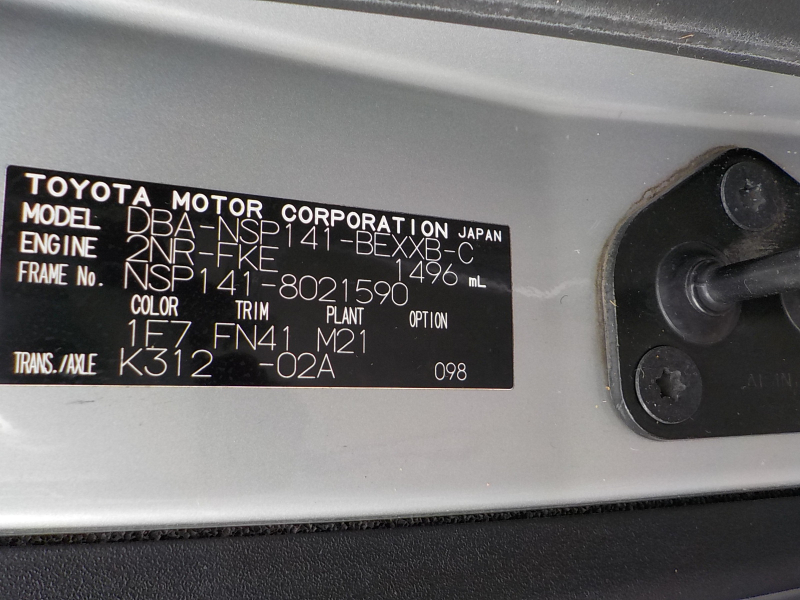 TOYOTA MOTOR CORPORATION JAPAN
MODEL DBA-NSP141-BEXXB-C
ENGINE 2NR-FKE 1496 mL
FRAME No. NSP141-8021590
COLOR TRIM PLANT OPTION
1E7 FN41 M21
TRANS./AXLE K312 -02A 098